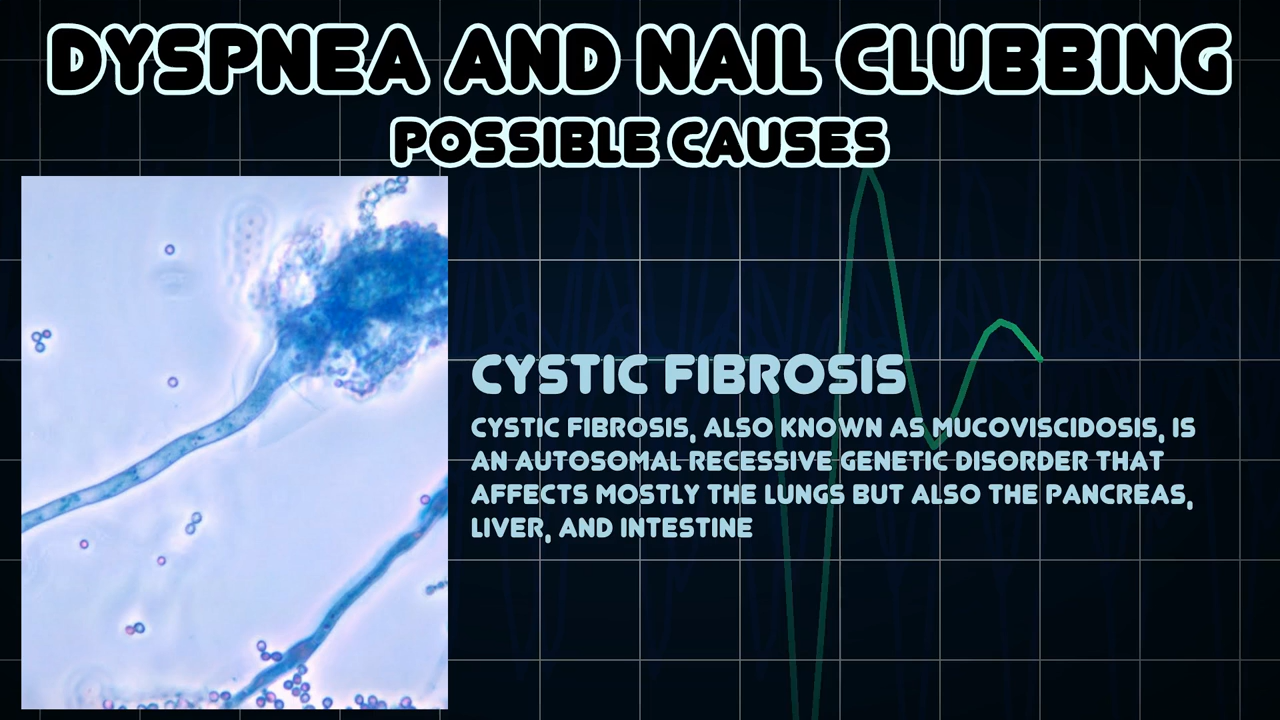 DYSPNEA AND NAIL CLUBBING
POSSIBLE CAUSES
CYSTIC FIBROSIS
CYSTIC FIBROSIS, ALSO KNOWN AS MUCOVISCIDOSIS, IS
AN AUTOSOMAL RECESSIVE GENETIC DISORDER THAT
AFFECTS MOSTLY THE LUNGS BUT ALSO THE PANCREAS,
LIVER, AND INTESTINE